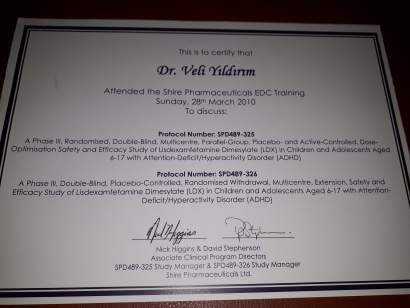 This is to certify that
Dr. Veli Yıldırım
Attended the Shire Pharmaceuticals EDC Training
Sunday, 28th March 2010
To discuss:
Protocol Number: SPD489-325
A Phase III, Randomised, Double-Blind, Multicentre, Parallel-Group, Placebo- and Active-Controlled, Dose-
Optimisation Safety and Efficacy Study of Lisdexamfetamine Dimesylate (LDX) in Children and Adolescents Aged
6-17 with Attention-Deficit/Hyperactivity Disorder (ADHD)
Protocol Number: SPD489-326
A Phase III, Double-Blind, Placebo-Controlled, Randomised Withdrawal, Multicentre, Extension, Safety and
Efficacy Study of Lisdexamfetamine Dimesylate (LDX) in Children and Adolescents Aged 6-17 with Attention-
Deficit/Hyperactivity Disorder (ADHD)
Nick Higgins
Nick Higgins & David Stephenson
Associate Clinical Program Directors
SPD489-325 Study Manager & SPD489-326 Study Manager
Shire Pharmaceuticals Ltd.